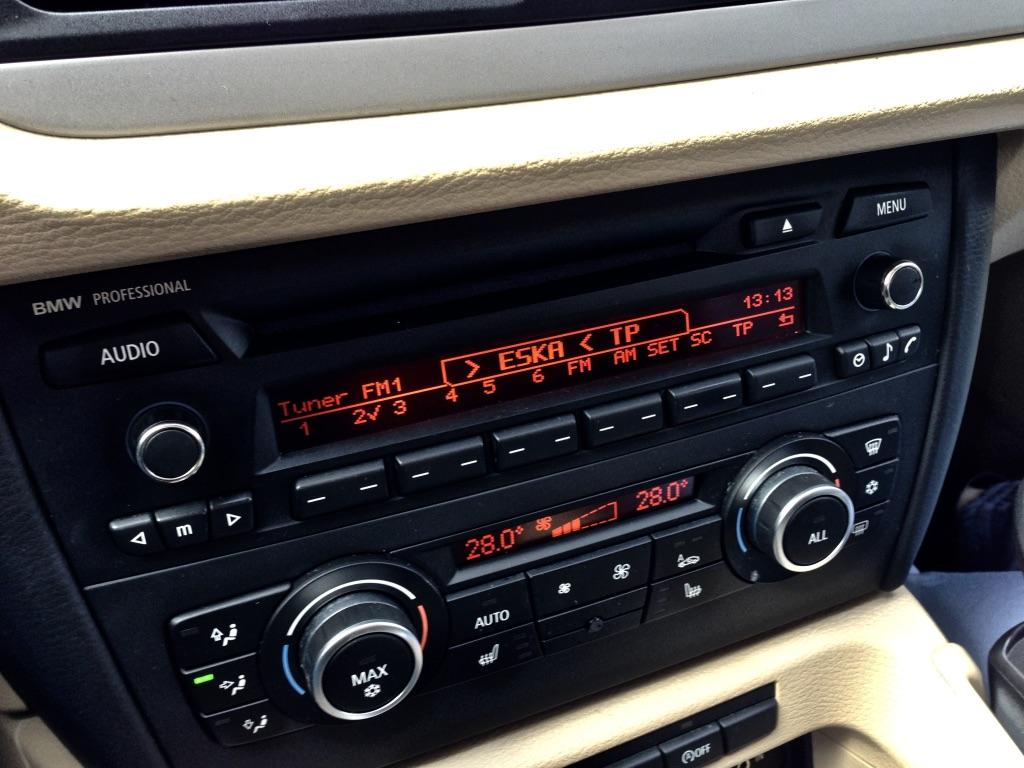 MENU
BMW PROFESSIONAL
AUDIO
13:13
Tuner FM1 > ESKA < TP
1 2√ 3 4 5 6 FM AM SET SC TP
m
28.0° 28.0°
ALL
AUTO
MAX
OFF